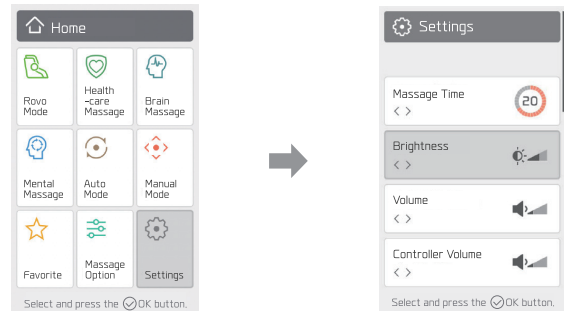 Home
Rovo
Mode
Health
-care
Massage
Brain
Massage
Mental
Massage
Auto
Mode
Manual
Mode
Favorite
Massage
Option
Settings
Select and press the OK button.
Settings
Massage Time
< >
20
Brightness
< >
Volume
< >
Controller Volume
< >
Select and press the OK button.